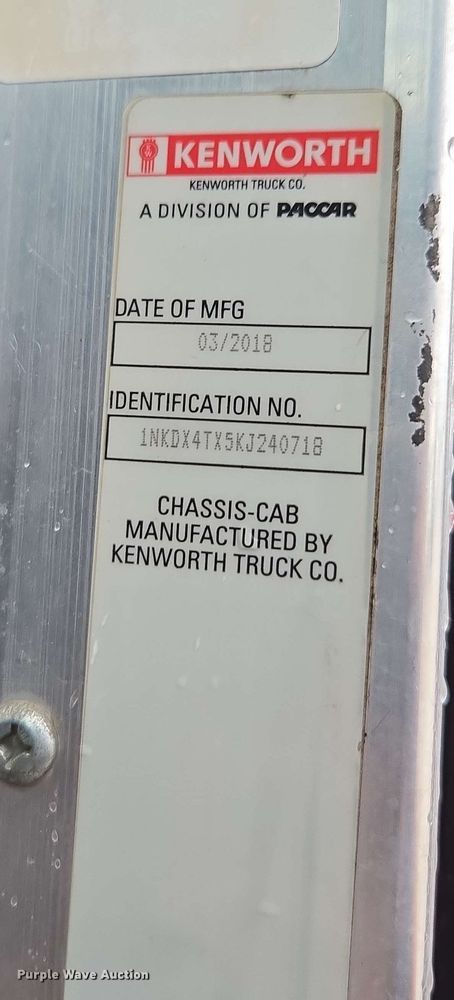 KENWORTH
KENWORTH TRUCK CO.
A DIVISION OF PACCAR
DATE OF MFG
03/2018
IDENTIFICATION NO.
1NKDX4TX5KJ240718
CHASSIS-CAB
MANUFACTURED BY
KENWORTH TRUCK CO.
Purple Wave Auction